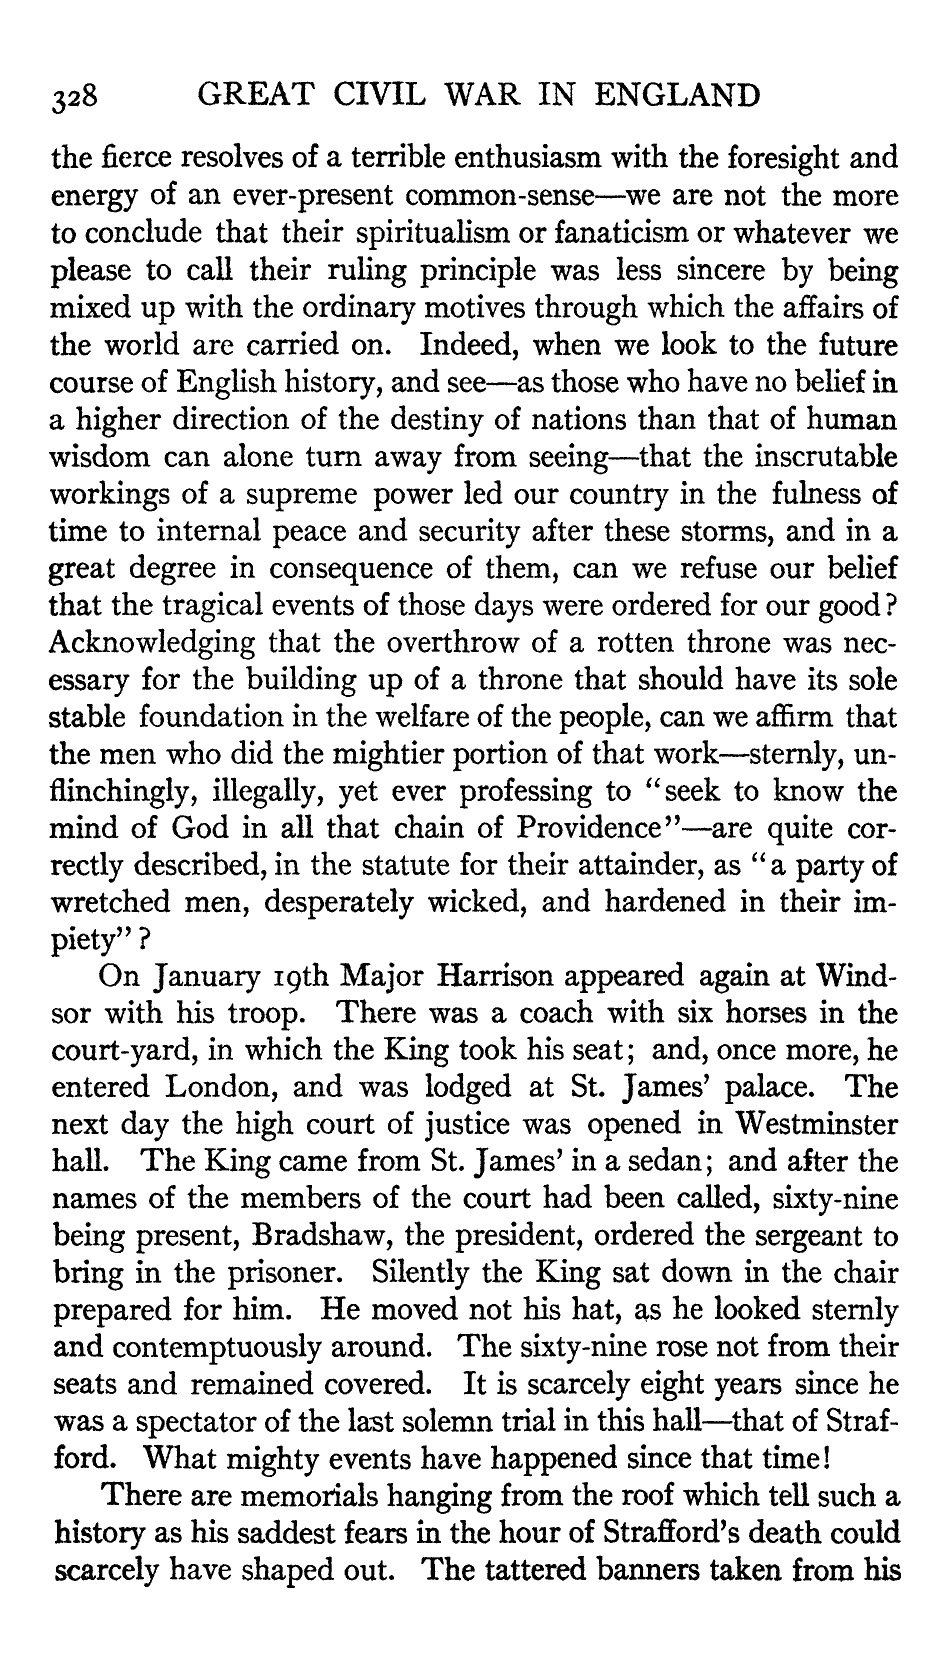 328 GREAT CIVIL WAR IN ENGLAND
the fierce resolves of a terrible enthusiasm with the foresight and
energy of an ever-present common-sense—we are not the more
to conclude that their spiritualism or fanaticism or whatever we
please to call their ruling principle was less sincere by being
mixed up with the ordinary motives through which the affairs of
the world are carried on. Indeed, when we look to the future
course of English history, and see—as those who have no belief in
a higher direction of the destiny of nations than that of human
wisdom can alone turn away from seeing—that the inscrutable
workings of a supreme power led our country in the fulness of
time to internal peace and security after these storms, and in a
great degree in consequence of them, can we refuse our belief
that the tragical events of those days were ordered for our good?
Acknowledging that the overthrow of a rotten throne was nec-
essary for the building up of a throne that should have its sole
stable foundation in the welfare of the people, can we affirm that
the men who did the mightier portion of that work—sternly, un-
flinchingly, illegally, yet ever professing to "seek to know the
mind of God in all that chain of Providence"—are quite cor-
rectly described, in the statute for their attainder, as "a party of
wretched men, desperately wicked, and hardened in their im-
piety"?
On January 19th Major Harrison appeared again at Wind-
sor with his troop. There was a coach with six horses in the
court-yard, in which the King took his seat; and, once more, he
entered London, and was lodged at St. James' palace. The
next day the high court of justice was opened in Westminster
hall. The King came from St. James' in a sedan; and after the
names of the members of the court had been called, sixty-nine
being present, Bradshaw, the president, ordered the sergeant to
bring in the prisoner. Silently the King sat down in the chair
prepared for him. He moved not his hat, as he looked sternly
and contemptuously around. The sixty-nine rose not from their
seats and remained covered. It is scarcely eight years since he
was a spectator of the last solemn trial in this hall—that of Straf-
ford. What mighty events have happened since that time!
There are memorials hanging from the roof which tell such a
history as his saddest fears in the hour of Strafford's death could
scarcely have shaped out. The tattered banners taken from his